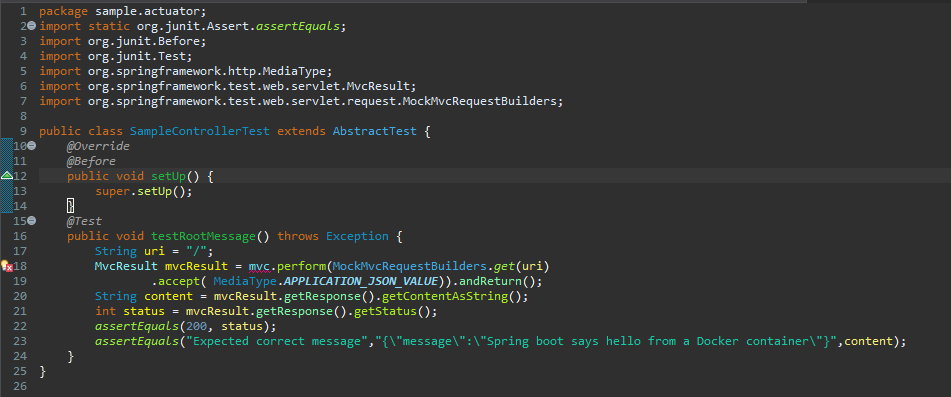 1 package sample.actuator;
2 import static org.junit.Assert.assertEquals;
3 import org.junit.Before;
4 import org.junit.Test;
5 import org.springframework.http.MediaType;
6 import org.springframework.test.web.servlet.MvcResult;
7 import org.springframework.test.web.servlet.request.MockMvcRequestBuilders;
8
9 public class SampleControllerTest extends AbstractTest {
10     @Override
11     @Before
12     public void setUp() {
13         super.setUp();
14     }
15     @Test
16     public void testRootMessage() throws Exception {
17         String uri = "/";
18         MvcResult mvcResult = mvc.perform(MockMvcRequestBuilders.get(uri)
19                 .accept( MediaType.APPLICATION_JSON_VALUE)).andReturn();
20         String content = mvcResult.getResponse().getContentAsString();
21         int status = mvcResult.getResponse().getStatus();
22         assertEquals(200, status);
23         assertEquals("Expected correct message","{\"message\":\"Spring boot says hello from a Docker container\"}",content);
24     }
25 }
26